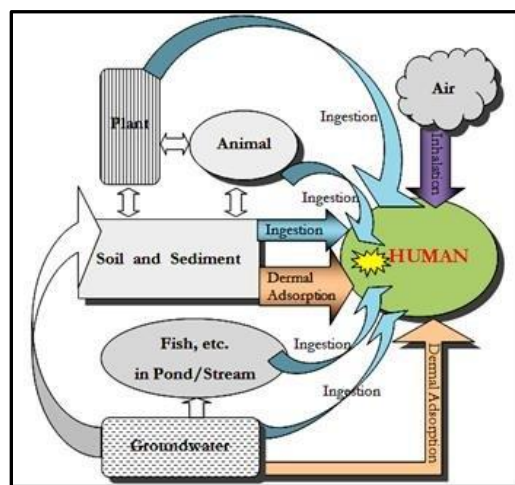 Air
Ingestion
Inhalation
Plant
Animal
Ingestion
Ingestion
HUMAN
Soil and Sediment
Dermal
Adsorption
Fish, etc.
in Pond/Stream
Ingestion
Ingestion
Dermal Adsorption
Groundwater